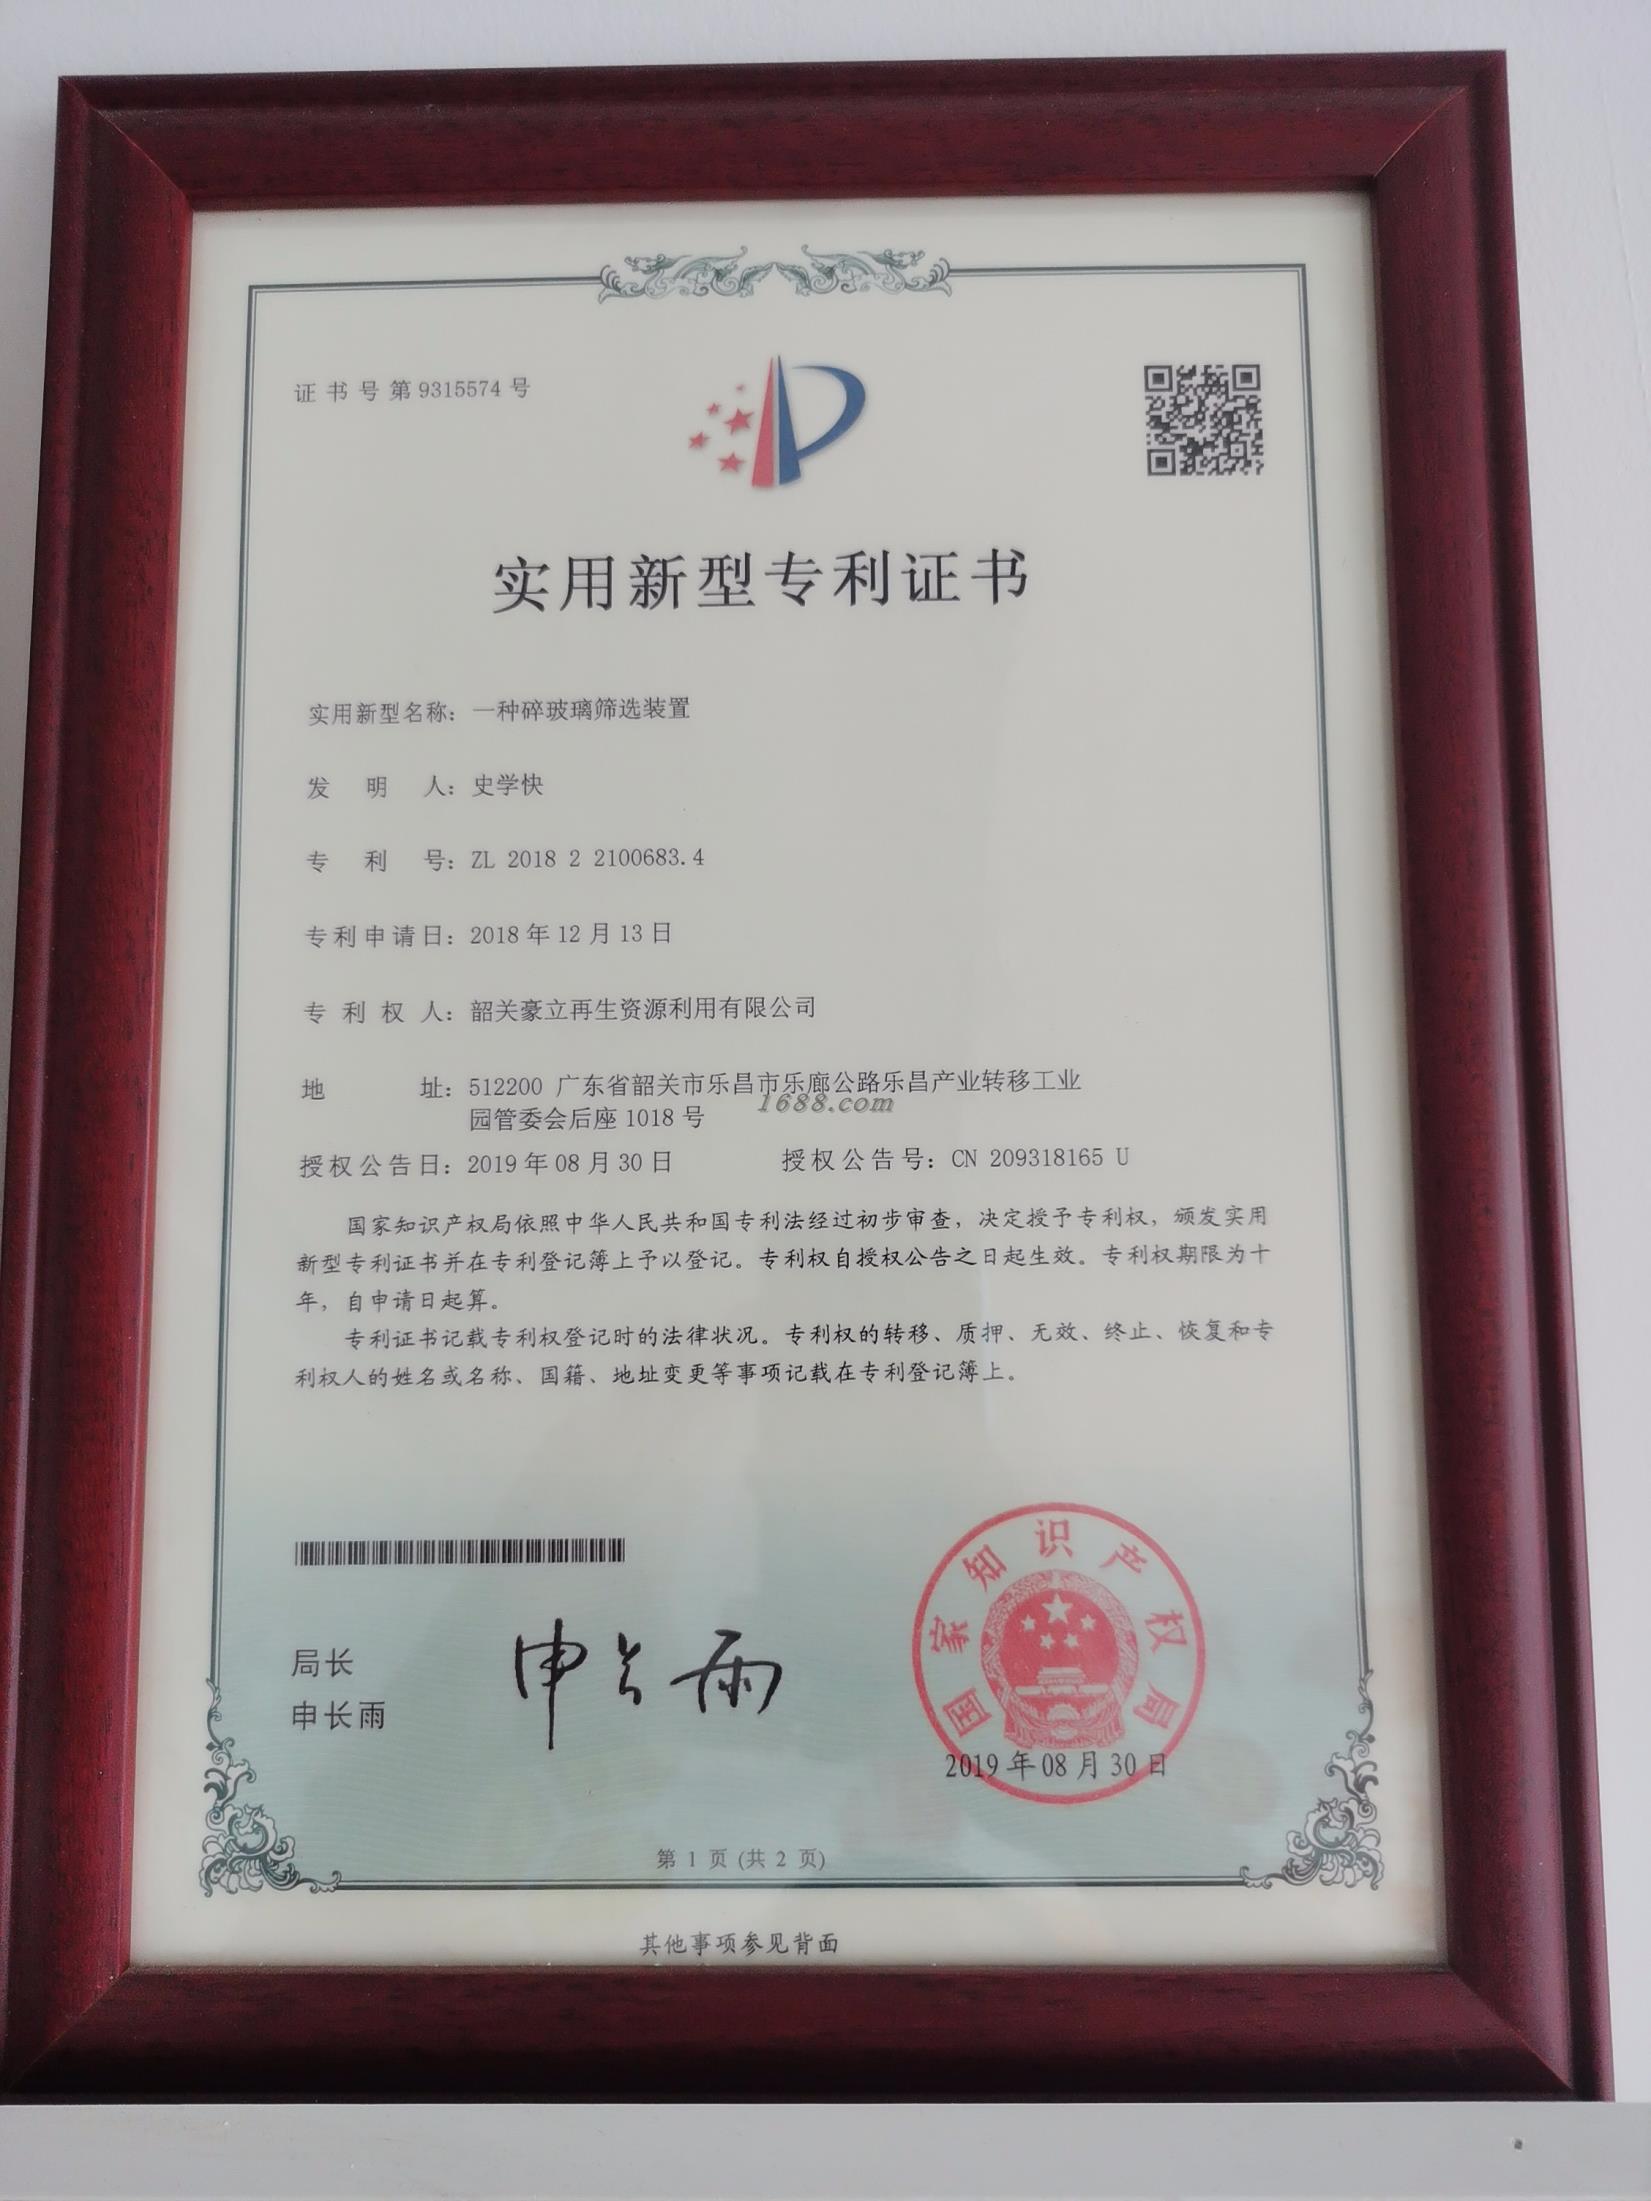 证书号第9315574号
实用新型专利证书
实用新型名称：一种碎玻璃筛选装置
发明人：史学快
专利号：ZL 2018 2 2100683.4
专利申请日：2018年12月13日
专利权人：韶关豪立再生资源利用有限公司
地址：512200 广东省韶关市乐昌市乐廊公路乐昌产业转移工业
园管委会后座1018号
1688.com
授权公告日：2019年08月30日 授权公告号：CN 209318165 U
国家知识产权局依照中华人民共和国专利法经过初步审查，决定授予专利权，颁发实用
新型专利证书并在专利登记簿上予以登记。专利权自授权公告之日起生效。专利权期限为十
年，自申请日起算。
专利证书记载专利权登记时的法律状况。专利权的转移、质押、无效、终止、恢复和专
利权人的姓名或名称、国籍、地址变更等事项记载在专利登记簿上。
局长
申长雨
申长雨
国家知识产权局
2019年08月30日
第 1 页 (共 2 页)
其他事项参见背面